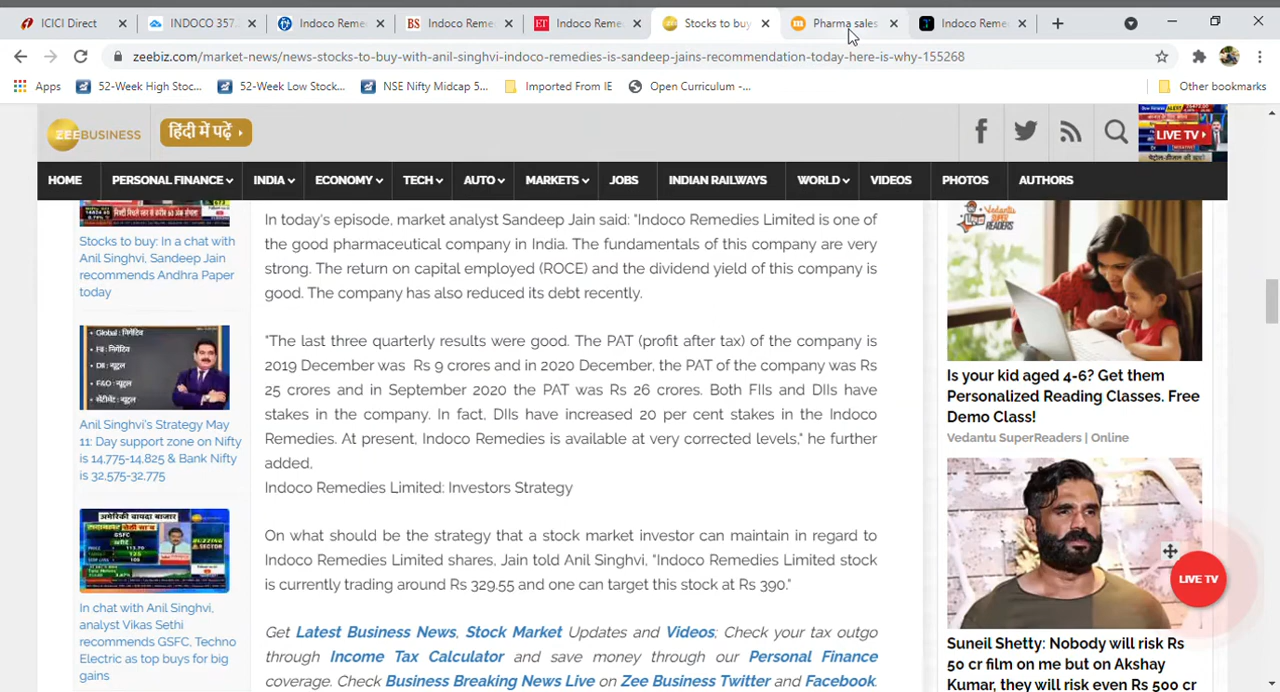 ICICI Direct
INDOCO 357.
Indoco Reme
BS Indoco Reme
ET Indoco Reme
Stocks to buy
m Pharma sales
Indoco Reme
zeebiz.com/market-news/news-stocks-to-buy-with-anil-singhvi-indoco-remedies-is-sandeep-jains-recommendation-today-here-is-why-155268
Apps
52-Week High Stoc...
52-Week Low Stock...
NSE Nifty Midcap 5...
Imported From IE
Open Curriculum -...
Other bookmarks
ZEEBUSINESS
हिंदी में पढ़ें
LIVE TV
HOME PERSONAL FINANCE INDIA ECONOMY TECH AUTO MARKETS JOBS INDIAN RAILWAYS WORLD VIDEOS PHOTOS AUTHORS
Stocks to buy: In a chat with
Anil Singhvi, Sandeep Jain
recommends Andhra Paper
today
Anil Singhvi's Strategy May
11: Day support zone on Nifty
is 14,775-14,825 & Bank Nifty
is 32,575-32,775
In chat with Anil Singhvi,
analyst Vikas Sethi
recommends GSFC, Techno
Electric as top buys for big
gains
In today's episode, market analyst Sandeep Jain said: "Indoco Remedies Limited is one of
the good pharmaceutical company in India. The fundamentals of this company are very
strong. The return on capital employed (ROCE) and the dividend yield of this company is
good. The company has also reduced its debt recently.
"The last three quarterly results were good. The PAT (profit after tax) of the company is
2019 December was Rs 9 crores and in 2020 December, the PAT of the company was Rs
25 crores and in September 2020 the PAT was Rs 26 crores. Both FIIs and DIIs have
stakes in the company. In fact, DIIs have increased 20 per cent stakes in the Indoco
Remedies. At present, Indoco Remedies is available at very corrected levels," he further
added,
Indoco Remedies Limited: Investors Strategy
On what should be the strategy that a stock market investor can maintain in regard to
Indoco Remedies Limited shares, Jain told Anil Singhvi, "Indoco Remedies Limited stock
is currently trading around Rs 329.55 and one can target this stock at Rs 390."
Get Latest Business News, Stock Market Updates and Videos; Check your tax outgo
through Income Tax Calculator and save money through our Personal Finance
coverage. Check Business Breaking News Live on Zee Business Twitter and Facebook.
Vedantu
SUPER
READERS
Is your kid aged 4-6? Get them
Personalized Reading Classes. Free
Demo Class!
Vedantu SuperReaders | Online
LIVE TV
Suneil Shetty: Nobody will risk Rs
50 cr film on me but on Akshay
Kumar, they will risk even Rs 500 cr